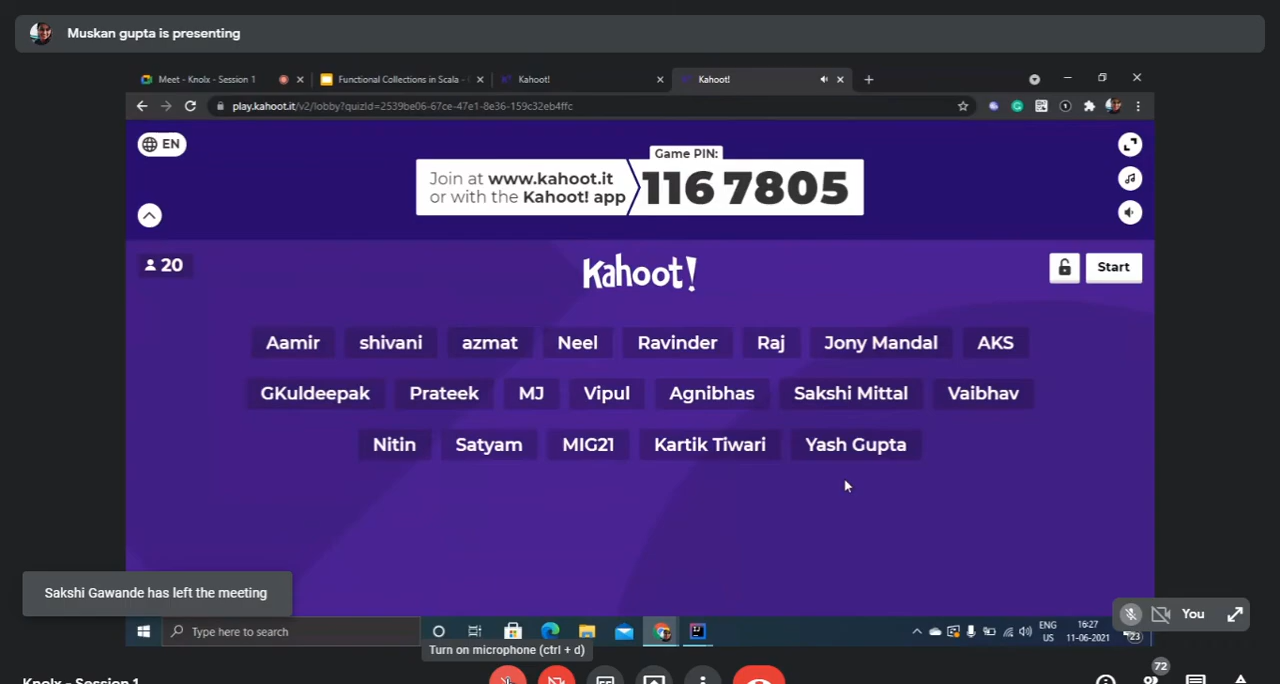 Muskan gupta is presenting
Meet - Knolx - Session 1
Functional Collections in Scala -
Kahoot!
Kahoot!
play.kahoot.it/v2/lobby?quizId=2539be06-67ce-47e1-8e36-159c32eb4ffc
EN
Game PIN:
Join at www.kahoot.it
or with the Kahoot! app
116 7805
20
Kahoot!
Start
Aamir shivani azmat Neel Ravinder Raj Jony Mandal AKS
GKuldeepak Prateek MJ Vipul Agnibhas Sakshi Mittal Vaibhav
Nitin Satyam MIG21 Kartik Tiwari Yash Gupta
Sakshi Gawande has left the meeting
You
Type here to search
ENG
US
16:27
11-06-2021
23
Turn on microphone (ctrl + d)
72
Knolx - Session 1